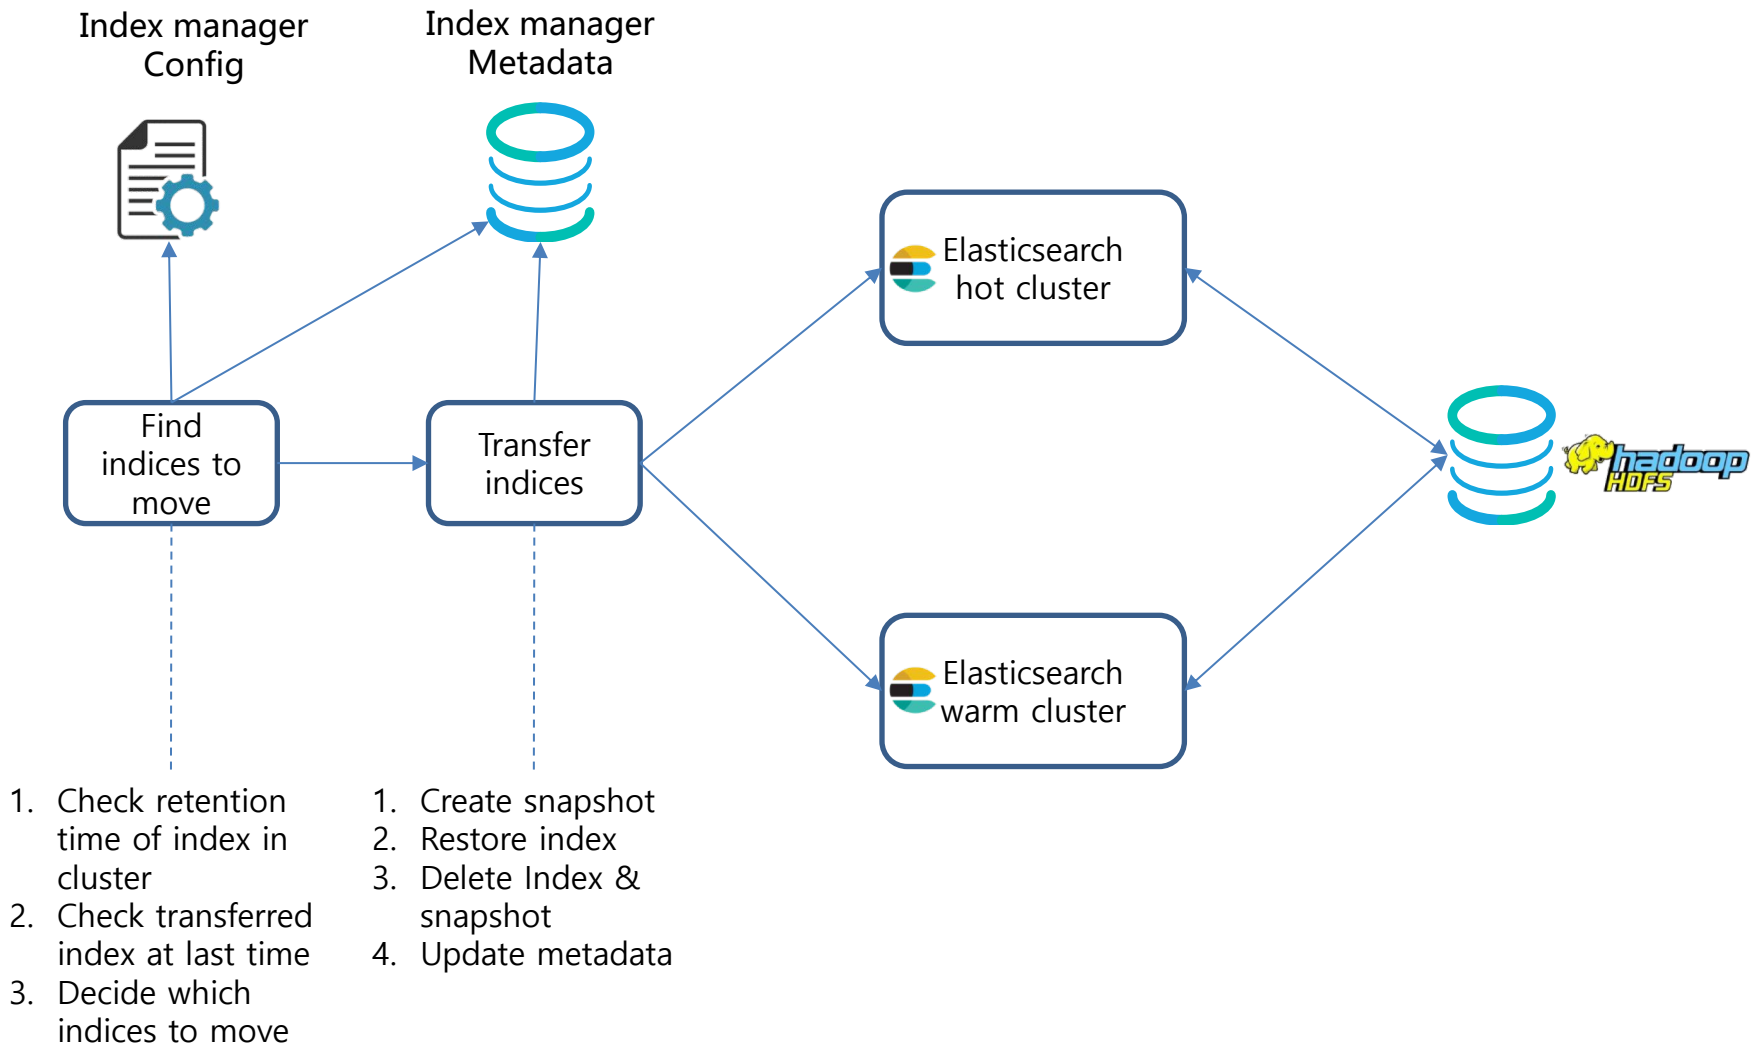 Index manager
Config
Index manager
Metadata
Elasticsearch
hot cluster
Find
indices to
move
Transfer
indices
hadoop
HDFS
Elasticsearch
warm cluster
1. Check retention
time of index in
cluster
2. Check transferred
index at last time
3. Decide which
indices to move
1. Create snapshot
2. Restore index
3. Delete Index &
snapshot
4. Update metadata